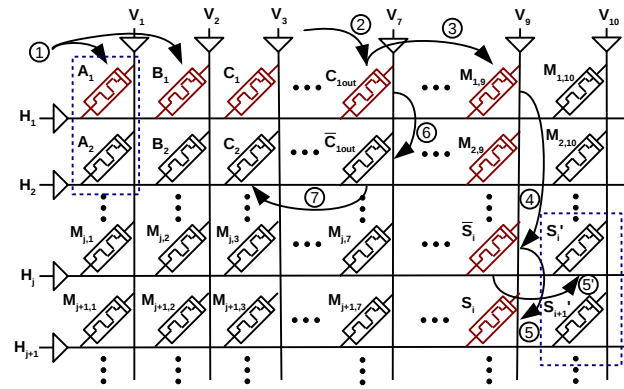 V₁ V₂ V₃ ② V₇ ③ V₉ V₁₀
①
A₁ B₁ C₁ ... C₁ₒᵤₜ ... M₁,₉ M₁,₁₀
H₁
⑥
A₂ B₂ C₂ ... C̅₁ₒᵤₜ ... M₂,₉ M₂,₁₀
H₂
⑦ ④
Mⱼ,₁ Mⱼ,₂ Mⱼ,₃ ... Mⱼ,₇ ... S̅ᵢ Sᵢ'
Hⱼ
⑤'
Mⱼ₊₁,₁ Mⱼ₊₁,₂ Mⱼ₊₁,₃ ... Mⱼ₊₁,₇ ... Sᵢ ⑤ Sᵢ₊₁'
Hⱼ₊₁